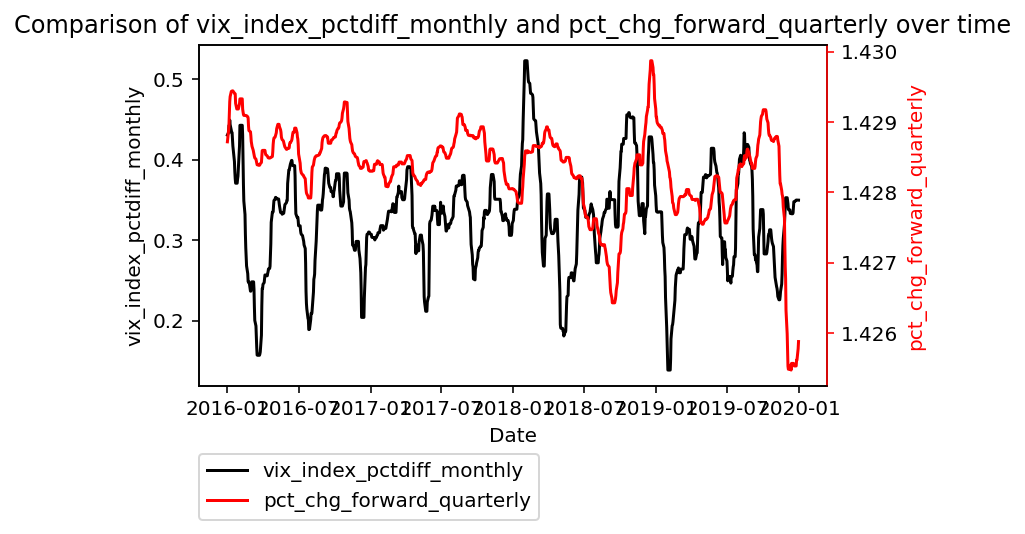 Comparison of vix_index_pctdiff_monthly and pct_chg_forward_quarterly over time
vix_index_pctdiff_monthly
0.5
0.4
0.3
0.2
1.430
1.429
1.428
1.427
1.426
pct_chg_forward_quarterly
2016-01 2016-07 2017-01 2017-07 2018-01 2018-07 2019-01 2019-07 2020-01
Date
vix_index_pctdiff_monthly
pct_chg_forward_quarterly